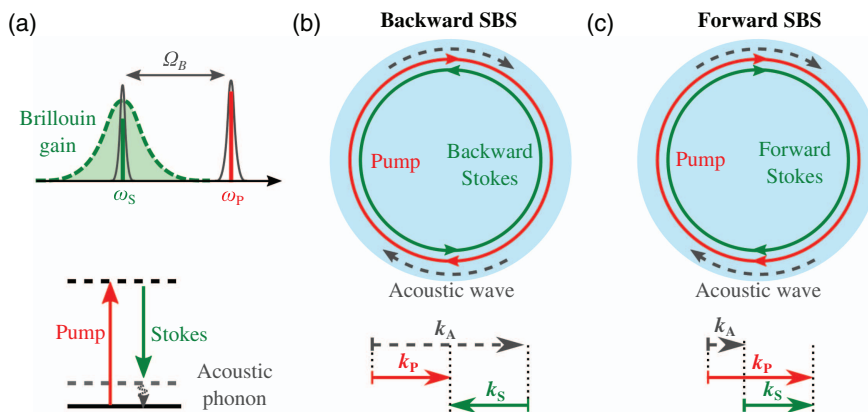 (a)
Ω_B
Brillouin
gain
ω_S
ω_P
Pump
Stokes
Acoustic
phonon
(b)
Backward SBS
Pump
Backward
Stokes
Acoustic wave
k_A
k_P
k_S
(c)
Forward SBS
Pump
Forward
Stokes
Acoustic wave
k_A
k_P
k_S